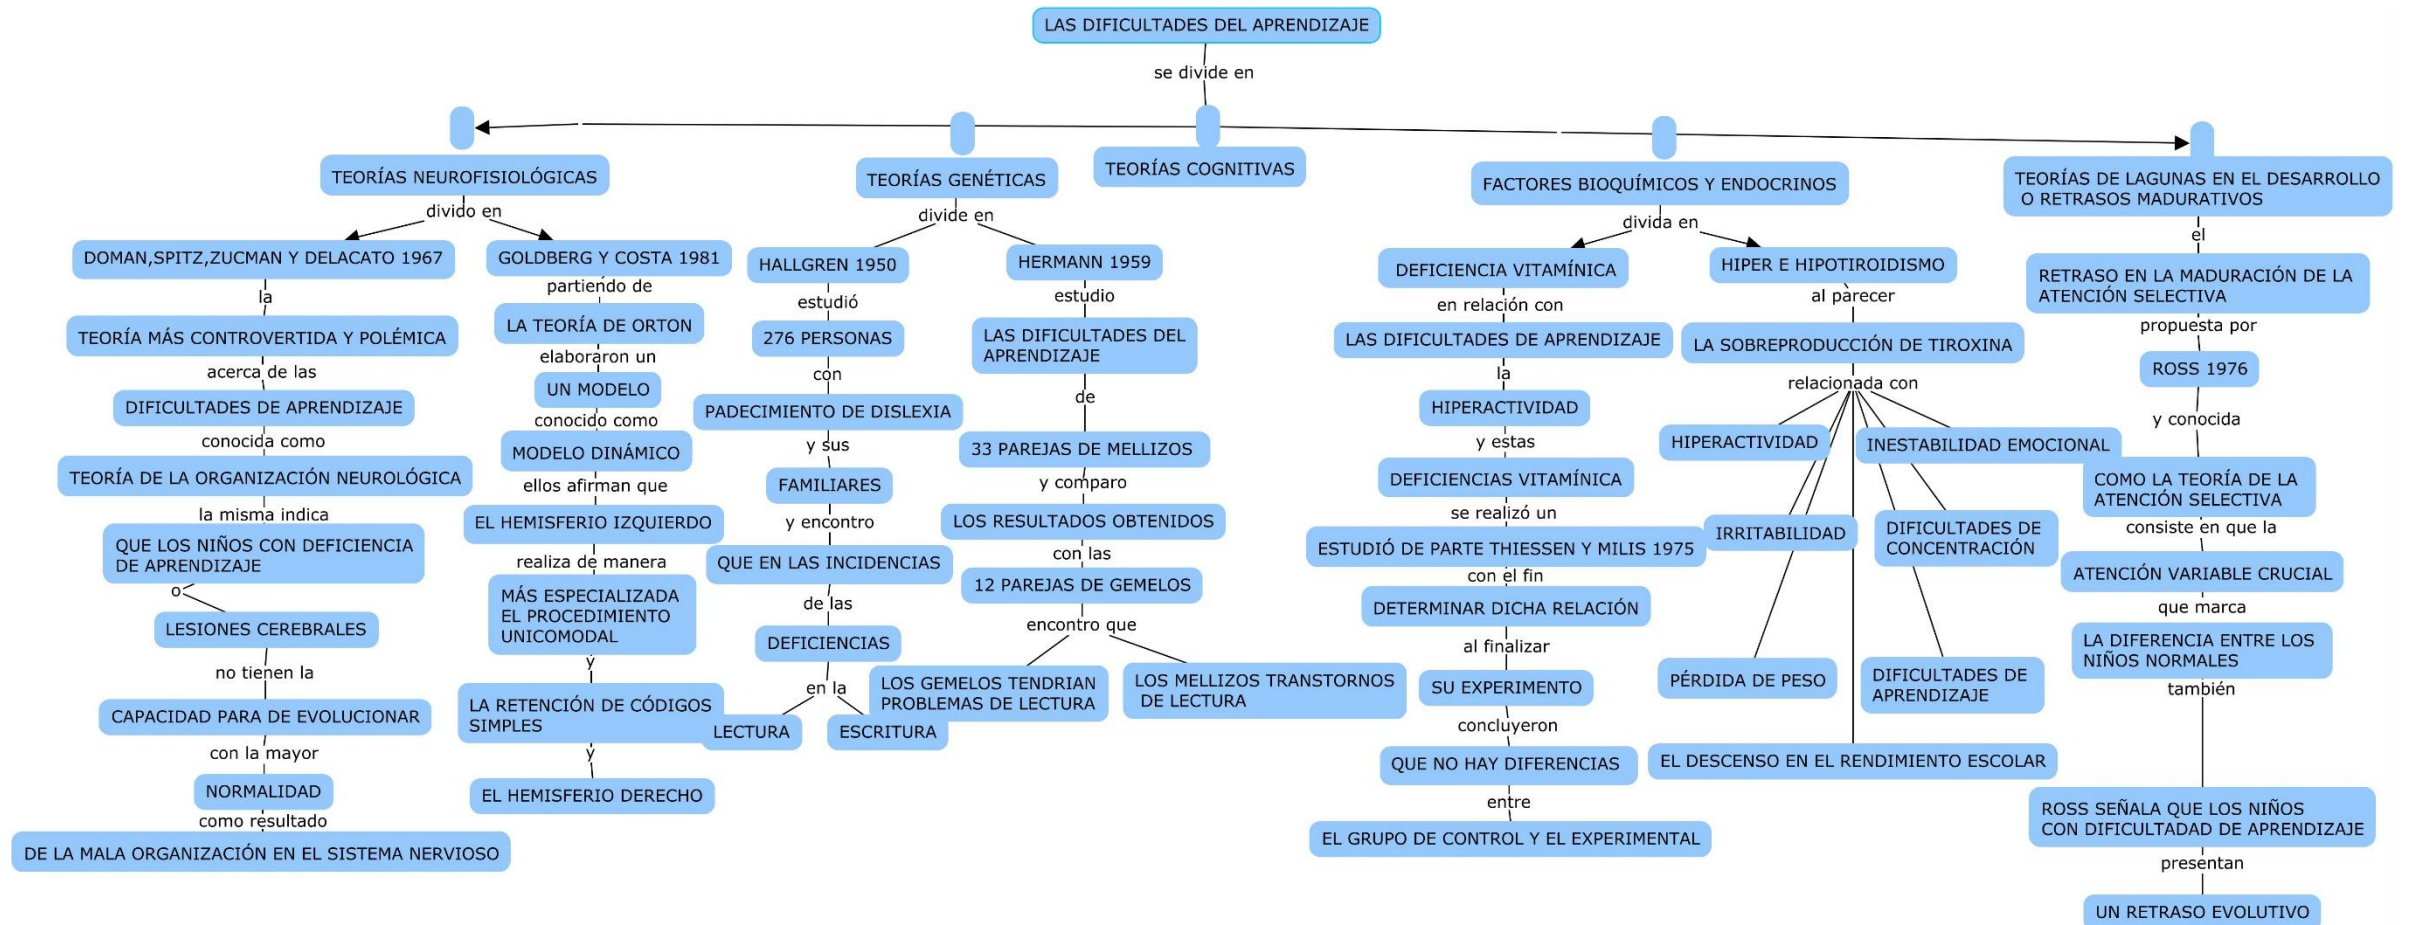 LAS DIFICULTADES DEL APRENDIZAJE
se divide en
TEORÍAS NEUROFISIOLÓGICAS
divido en
DOMAN,SPITZ,ZUCMAN Y DELACATO 1967
la
TEORÍA MÁS CONTROVERTIDA Y POLÉMICA
acerca de las
DIFICULTADES DE APRENDIZAJE
conocida como
TEORÍA DE LA ORGANIZACIÓN NEUROLÓGICA
la misma indica
QUE LOS NIÑOS CON DEFICIENCIA
DE APRENDIZAJE
o
LESIONES CEREBRALES
no tienen la
CAPACIDAD PARA DE EVOLUCIONAR
con la mayor
NORMALIDAD
como resultado
DE LA MALA ORGANIZACIÓN EN EL SISTEMA NERVIOSO
GOLDBERG Y COSTA 1981
partiendo de
LA TEORÍA DE ORTON
elaboraron un
UN MODELO
conocido como
MODELO DINÁMICO
ellos afirman que
EL HEMISFERIO IZQUIERDO
realiza de manera
MÁS ESPECIALIZADA
EL PROCEDIMIENTO
UNICOMODAL
y
LA RETENCIÓN DE CÓDIGOS
SIMPLES
y
EL HEMISFERIO DERECHO
TEORÍAS GENÉTICAS
divide en
HALLGREN 1950
estudió
276 PERSONAS
con
PADECIMIENTO DE DISLEXIA
y sus
FAMILIARES
y encontro
QUE EN LAS INCIDENCIAS
de las
DEFICIENCIAS
en la
LECTURA
ESCRITURA
HERMANN 1959
estudio
LAS DIFICULTADES DEL
APRENDIZAJE
de
33 PAREJAS DE MELLIZOS
y comparo
LOS RESULTADOS OBTENIDOS
con las
12 PAREJAS DE GEMELOS
encontro que
LOS GEMELOS TENDRIAN
PROBLEMAS DE LECTURA
LOS MELLIZOS TRANSTORNOS
DE LECTURA
TEORÍAS COGNITIVAS
FACTORES BIOQUÍMICOS Y ENDOCRINOS
divida en
DEFICIENCIA VITAMÍNICA
en relación con
LAS DIFICULTADES DE APRENDIZAJE
la
HIPERACTIVIDAD
y estas
DEFICIENCIAS VITAMÍNICA
se realizó un
ESTUDIÓ DE PARTE THIESSEN Y MILIS 1975
con el fin
DETERMINAR DICHA RELACIÓN
al finalizar
SU EXPERIMENTO
concluyeron
QUE NO HAY DIFERENCIAS
entre
EL GRUPO DE CONTROL Y EL EXPERIMENTAL
HIPER E HIPOTIROIDISMO
al parecer
LA SOBREPRODUCCIÓN DE TIROXINA
relacionada con
HIPERACTIVIDAD
INESTABILIDAD EMOCIONAL
IRRITABILIDAD
DIFICULTADES DE
CONCENTRACIÓN
PÉRDIDA DE PESO
DIFICULTADES DE
APRENDIZAJE
EL DESCENSO EN EL RENDIMIENTO ESCOLAR
TEORÍAS DE LAGUNAS EN EL DESARROLLO
O RETRASOS MADURATIVOS
el
RETRASO EN LA MADURACIÓN DE LA
ATENCIÓN SELECTIVA
propuesta por
ROSS 1976
y conocida
COMO LA TEORÍA DE LA
ATENCIÓN SELECTIVA
consiste en que la
ATENCIÓN VARIABLE CRUCIAL
que marca
LA DIFERENCIA ENTRE LOS
NIÑOS NORMALES
también
ROSS SEÑALA QUE LOS NIÑOS
CON DIFICULTADAD DE APRENDIZAJE
presentan
UN RETRASO EVOLUTIVO